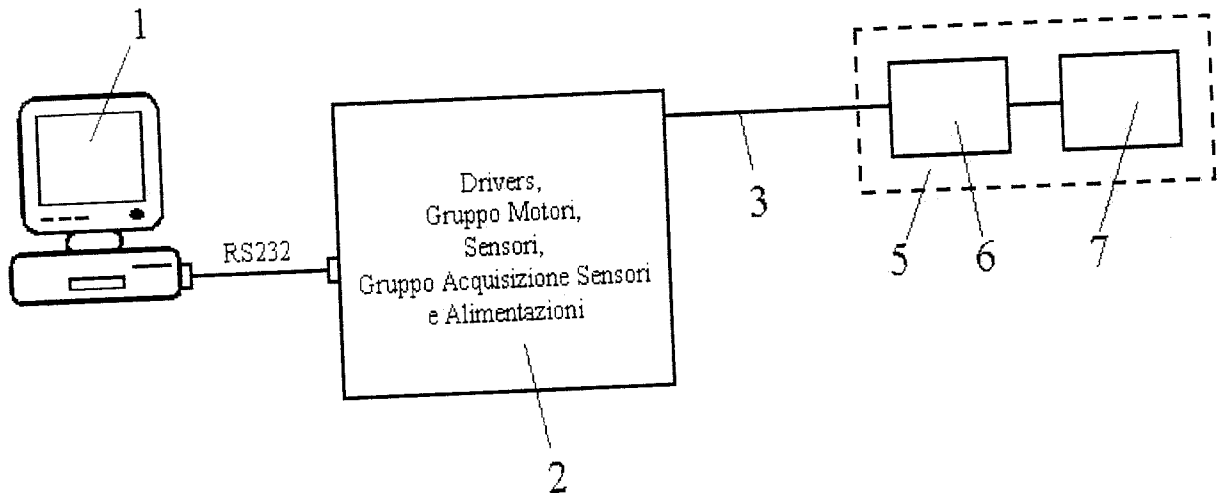 1
RS232
Drivers,
Gruppo Motori,
Sensori,
Gruppo Acquisizione Sensori
e Alimentazioni
2
3
5
6
7